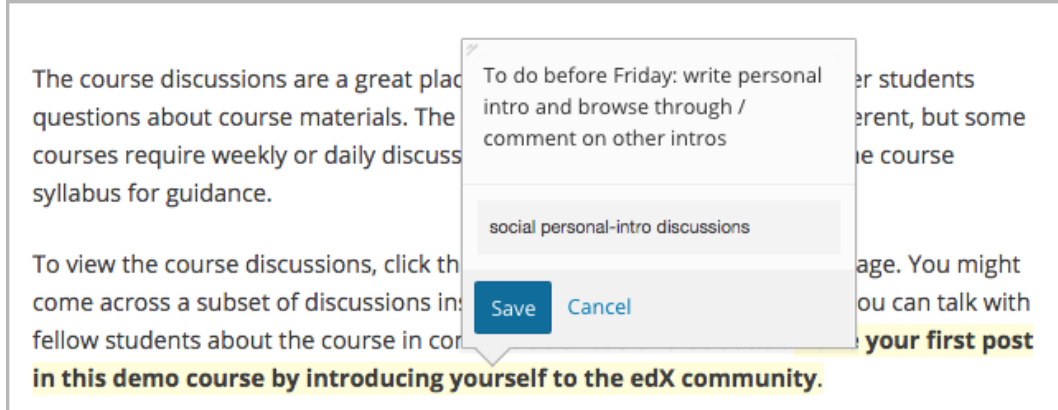 The course discussions are a great plac
er students
questions about course materials. The
erent, but some
courses require weekly or daily discuss
e course
syllabus for guidance.
To view the course discussions, click th
age. You might
come across a subset of discussions in
ou can talk with
fellow students about the course in co
your first post
in this demo course by introducing yourself to the edX community.
To do before Friday: write personal
intro and browse through /
comment on other intros
social personal-intro discussions
Save
Cancel